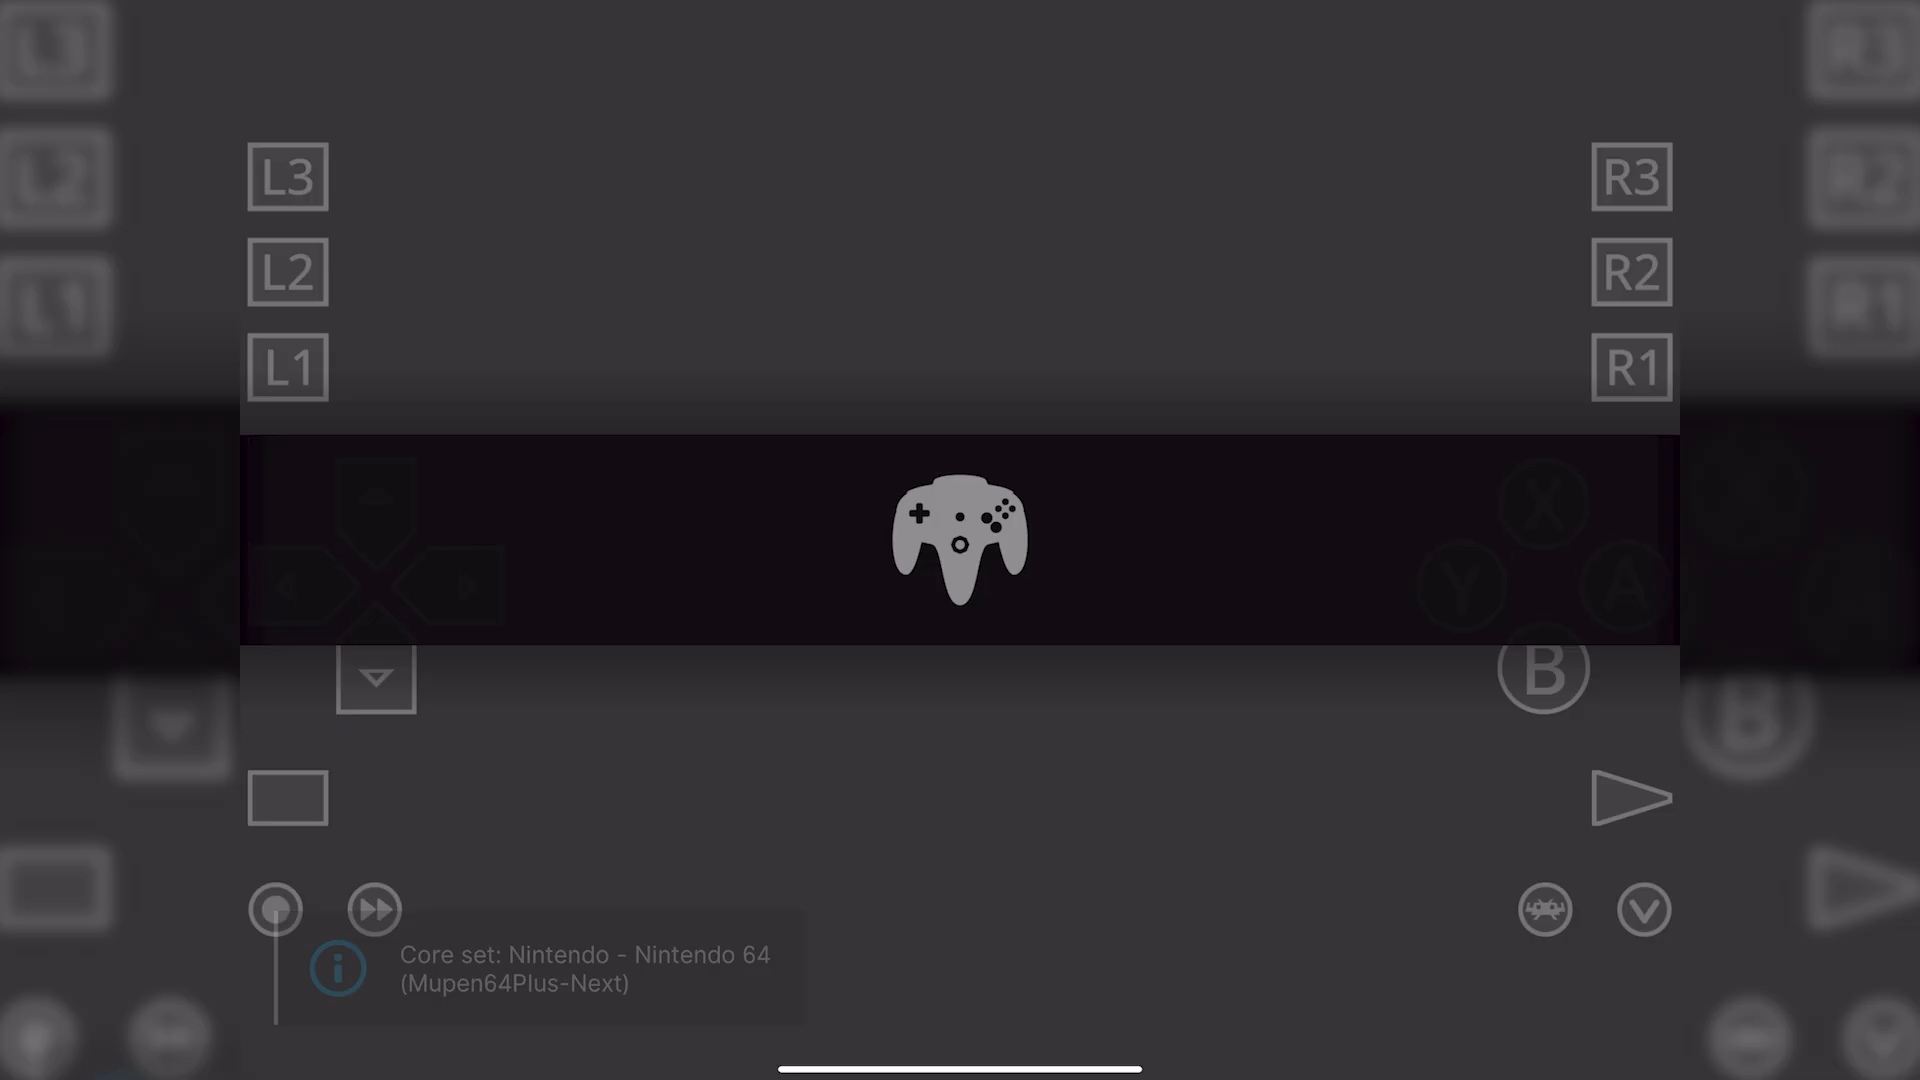 L3
R3
L2
R2
L1
R1
X
Y
A
B
Core set: Nintendo - Nintendo 64
(Mupen64Plus-Next)